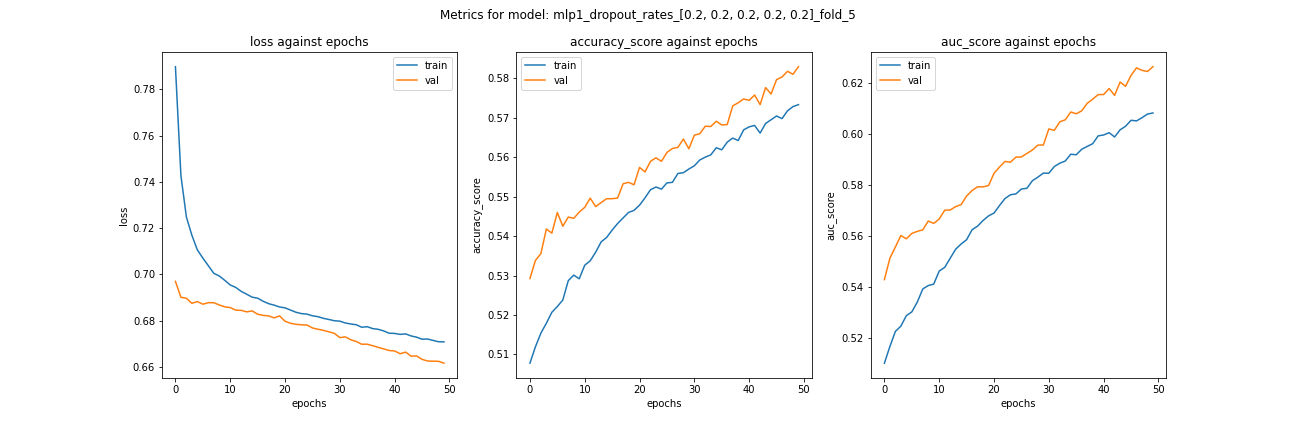 Metrics for model: mlp1_dropout_rates_[0.2, 0.2, 0.2, 0.2, 0.2]_fold_5
loss against epochs
train
val
0.78
0.76
0.74
0.72
0.70
0.68
0.66
loss
0
10
20
30
40
50
epochs
accuracy_score against epochs
train
val
0.58
0.57
0.56
0.55
0.54
0.53
0.52
0.51
accuracy_score
0
10
20
30
40
50
epochs
auc_score against epochs
train
val
0.62
0.60
0.58
0.56
0.54
0.52
auc_score
0
10
20
30
40
50
epochs